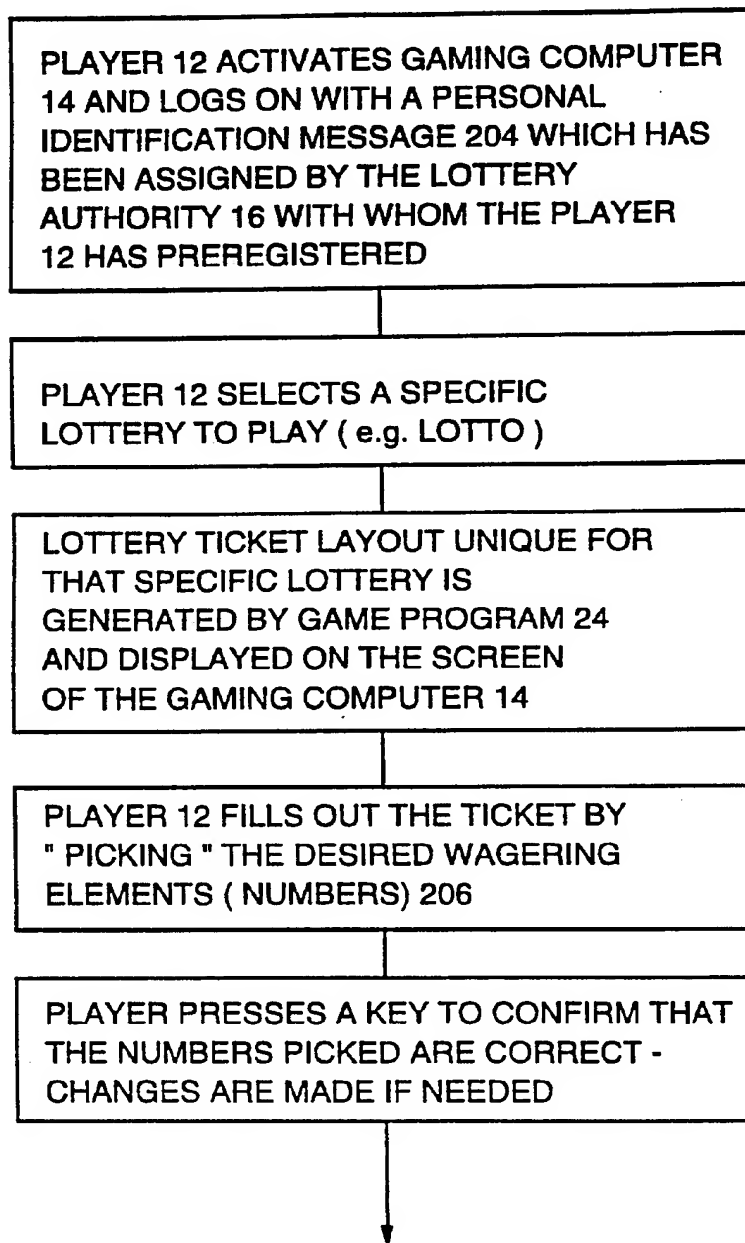 PLAYER 12 ACTIVATES GAMING COMPUTER
14 AND LOGS ON WITH A PERSONAL
IDENTIFICATION MESSAGE 204 WHICH HAS
BEEN ASSIGNED BY THE LOTTERY
AUTHORITY 16 WITH WHOM THE PLAYER
12 HAS PREREGISTERED
PLAYER 12 SELECTS A SPECIFIC
LOTTERY TO PLAY ( e.g. LOTTO )
LOTTERY TICKET LAYOUT UNIQUE FOR
THAT SPECIFIC LOTTERY IS
GENERATED BY GAME PROGRAM 24
AND DISPLAYED ON THE SCREEN
OF THE GAMING COMPUTER 14
PLAYER 12 FILLS OUT THE TICKET BY
" PICKING " THE DESIRED WAGERING
ELEMENTS ( NUMBERS) 206
PLAYER PRESSES A KEY TO CONFIRM THAT
THE NUMBERS PICKED ARE CORRECT -
CHANGES ARE MADE IF NEEDED